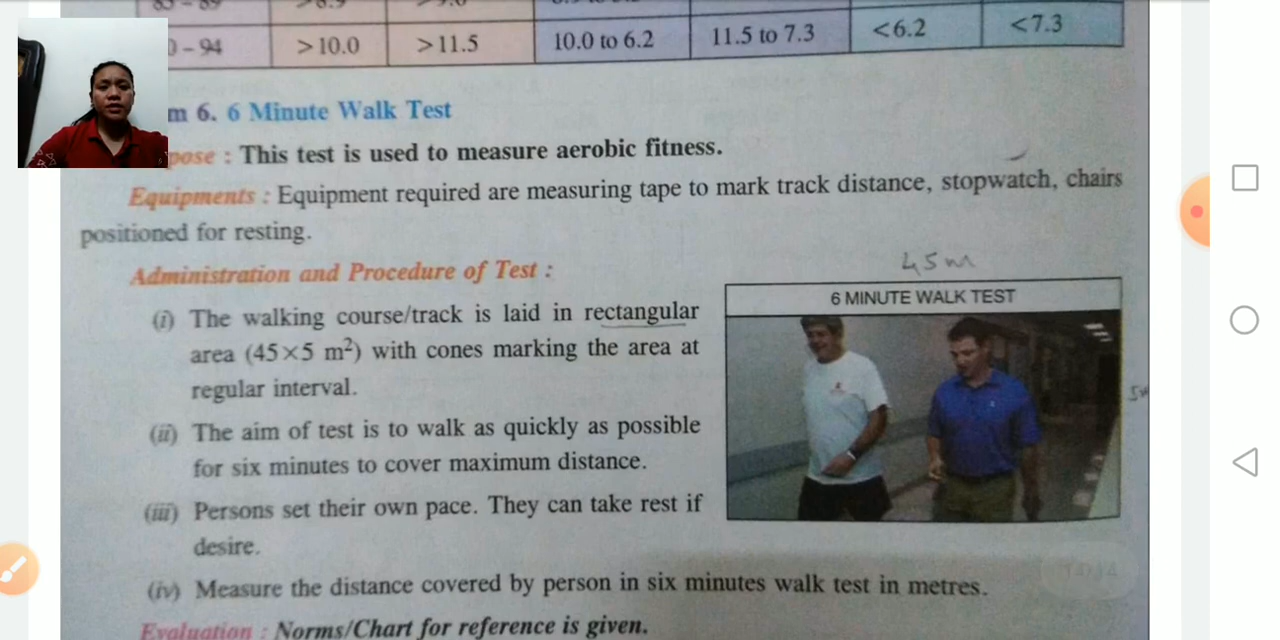 >10.0 >11.5 10.0 to 6.2 11.5 to 7.3 <6.2 <7.3
m 6. 6 Minute Walk Test
pose : This test is used to measure aerobic fitness.
Equipments : Equipment required are measuring tape to mark track distance, stopwatch, chairs
positioned for resting.
Administration and Procedure of Test :
45m
6 MINUTE WALK TEST
(i) The walking course/track is laid in rectangular
area (45×5 m²) with cones marking the area at
regular interval.
(ii) The aim of test is to walk as quickly as possible
for six minutes to cover maximum distance.
(iii) Persons set their own pace. They can take rest if
desire.
(iv) Measure the distance covered by person in six minutes walk test in metres.
Evaluation : Norms/Chart for reference is given.